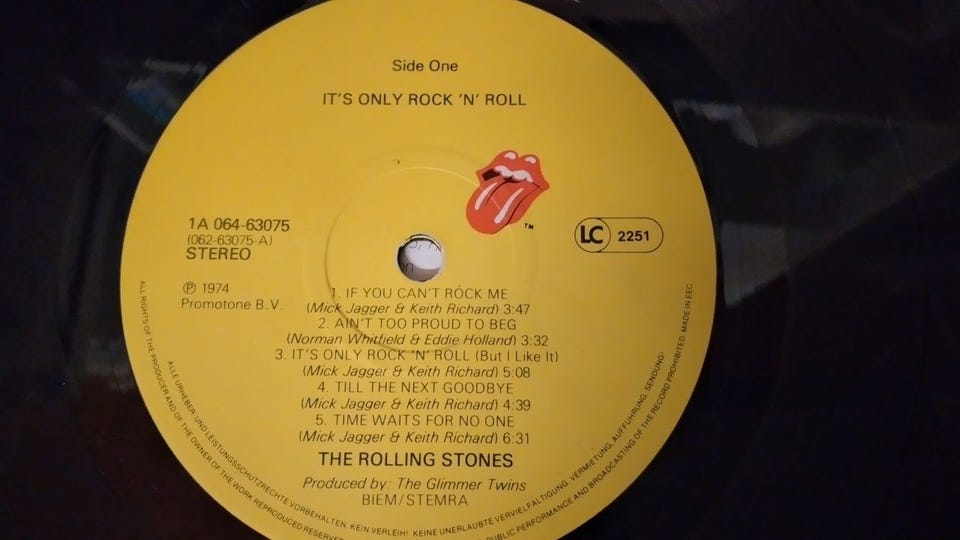 Side One
IT'S ONLY ROCK 'N' ROLL
TM
1A 064-63075
(062-63075-A)
STEREO
LC 2251
℗ 1974
Promotone B.V.
1. IF YOU CAN'T ROCK ME
(Mick Jagger & Keith Richard) 3:47
2. AIN'T TOO PROUD TO BEG
(Norman Whitfield & Eddie Holland) 3:32
3. IT'S ONLY ROCK 'N' ROLL (But I Like It)
(Mick Jagger & Keith Richard) 5:08
4. TILL THE NEXT GOODBYE
(Mick Jagger & Keith Richard) 4:39
5. TIME WAITS FOR NO ONE
(Mick Jagger & Keith Richard) 6:31
THE ROLLING STONES
Produced by: The Glimmer Twins
BIEM/STEMRA
ALL RIGHTS OF THE PRODUCER AND OF THE OWNER OF THE WORK REPRODUCED RESERVED
PUBLIC PERFORMANCE AND BROADCASTING OF THE RECORD PROHIBITED. MADE IN EEC
ALLE URHEBER- UND LEISTUNGSSCHUTZRECHTE VORBEHALTEN. KEIN VERLEIH! KEINE UNERLAUBTE VERVIELFÄLTIGUNG, VERMIETUNG, AUFFÜHRUNG, SENDUNG!